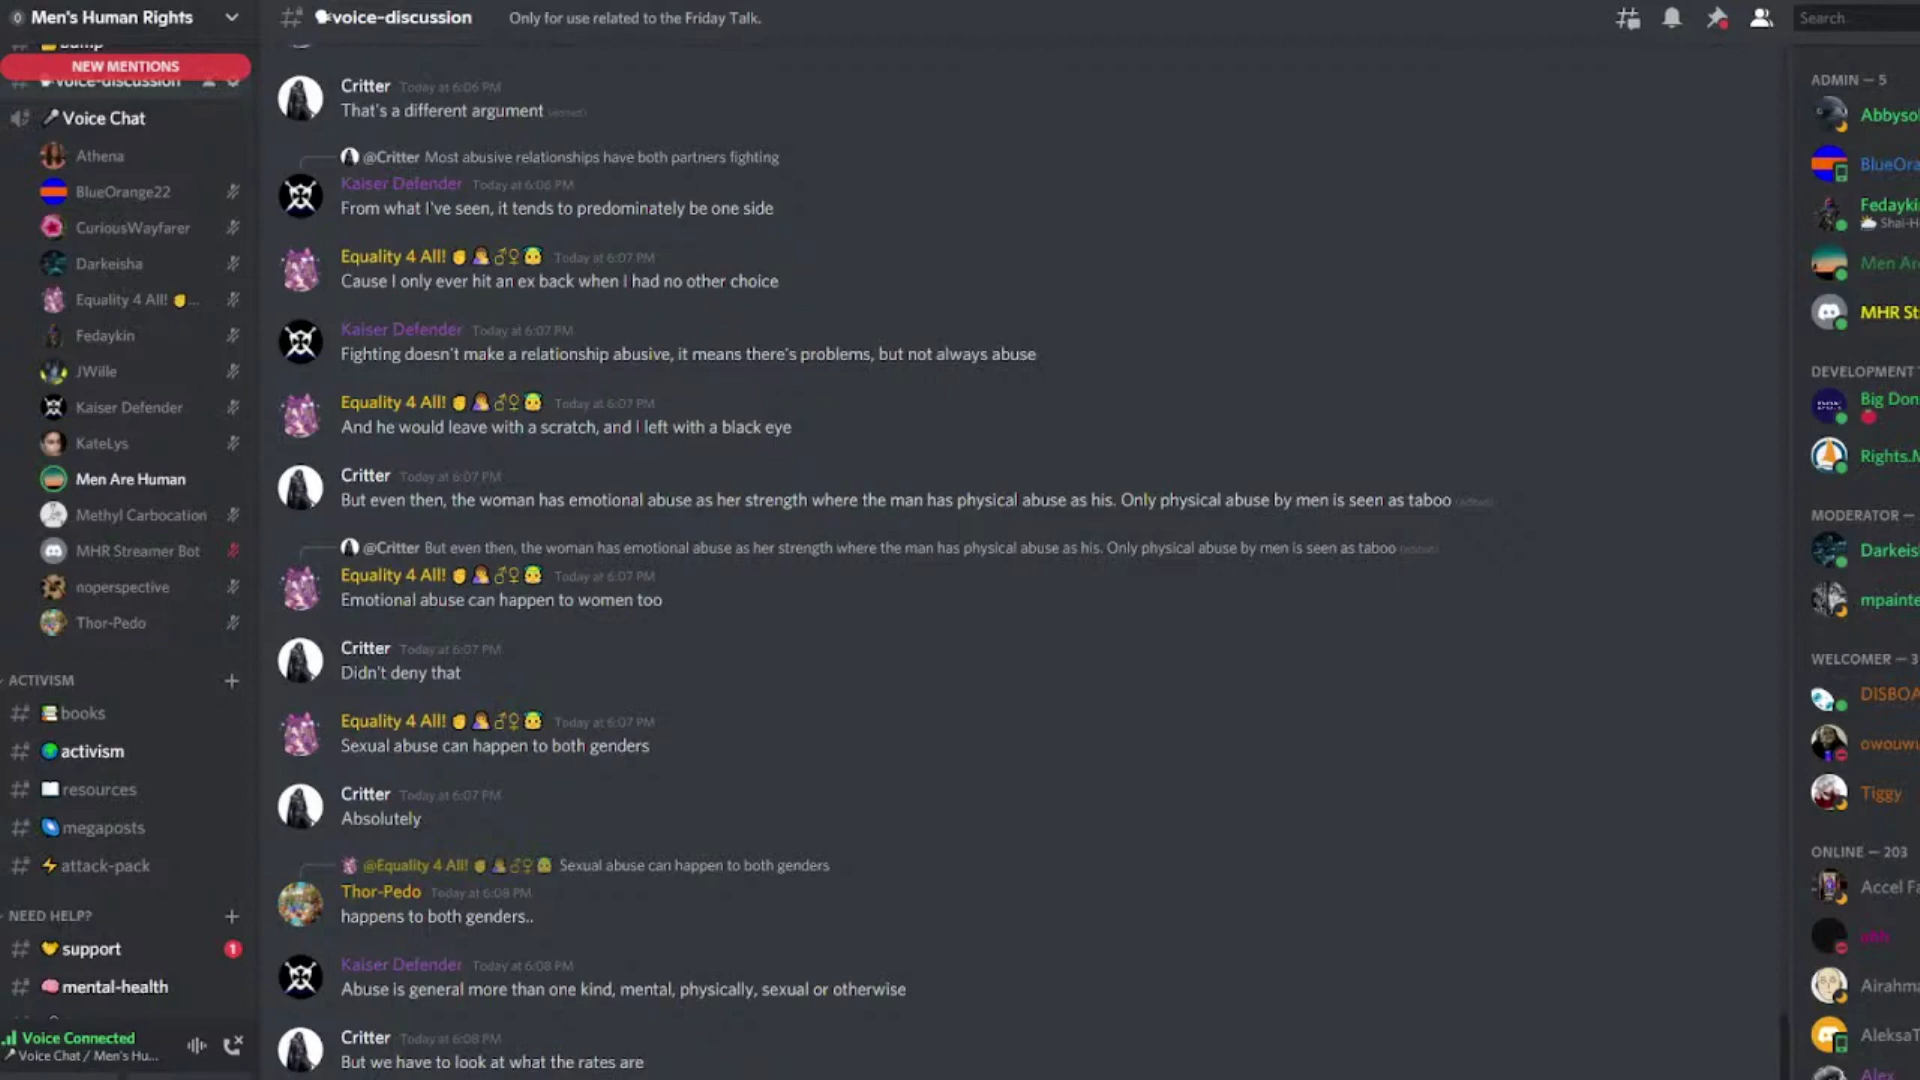 Men's Human Rights
NEW MENTIONS
voice-discussion
Voice Chat
Athena
BlueOrange22
CuriousWayfarer
Darkeisha
Equality 4 All! ✊...
Fedaykin
JWille
Kaiser Defender
KateLys
Men Are Human
Methyl Carbocation
MHR Streamer Bot
noperspective
Thor-Pedo
ACTIVISM
books
activism
resources
megaposts
attack-pack
NEED HELP?
support
1
mental-health
Voice Connected
Voice Chat / Men's Hu...
voice-discussion Only for use related to the Friday Talk.
Search
Critter Today at 6:06 PM
That's a different argument (edited)
@Critter Most abusive relationships have both partners fighting
Kaiser Defender Today at 6:06 PM
From what I've seen, it tends to predominately be one side
Equality 4 All! Today at 6:07 PM
Cause I only ever hit an ex back when I had no other choice
Kaiser Defender Today at 6:07 PM
Fighting doesn't make a relationship abusive, it means there's problems, but not always abuse
Equality 4 All! Today at 6:07 PM
And he would leave with a scratch, and I left with a black eye
Critter Today at 6:07 PM
But even then, the woman has emotional abuse as her strength where the man has physical abuse as his. Only physical abuse by men is seen as taboo (edited)
@Critter But even then, the woman has emotional abuse as her strength where the man has physical abuse as his. Only physical abuse by men is seen as taboo (edited)
Equality 4 All! Today at 6:07 PM
Emotional abuse can happen to women too
Critter Today at 6:07 PM
Didn't deny that
Equality 4 All! Today at 6:07 PM
Sexual abuse can happen to both genders
Critter Today at 6:07 PM
Absolutely
@Equality 4 All! Sexual abuse can happen to both genders
Thor-Pedo Today at 6:08 PM
happens to both genders..
Kaiser Defender Today at 6:08 PM
Abuse is general more than one kind, mental, physically, sexual or otherwise
Critter Today at 6:08 PM
But we have to look at what the rates are
ADMIN — 5
Abbysol
BlueOra
Fedayki
Shai-H
Men Are
MHR St
DEVELOPMENT
Big Don
Rights.M
MODERATOR —
Darkeis
mpainte
WELCOMER — 3
DISBOA
owouwu
Tiggy
ONLINE — 203
Accel Fa
Airahma
AleksaT
Alex